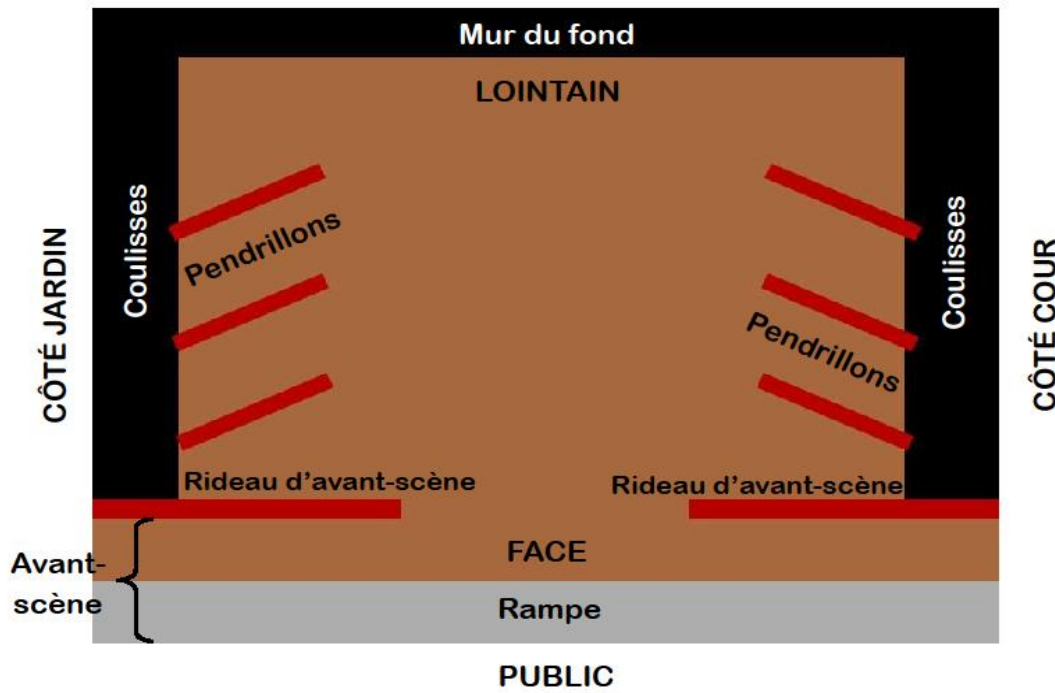 Mur du fond
LOINTAIN
CÔTÉ JARDIN
Coulisses
Pendrillons
Pendrillons
Coulisses
CÔTÉ COUR
Rideau d'avant-scène
Rideau d'avant-scène
Avant-
scène
FACE
Rampe
PUBLIC